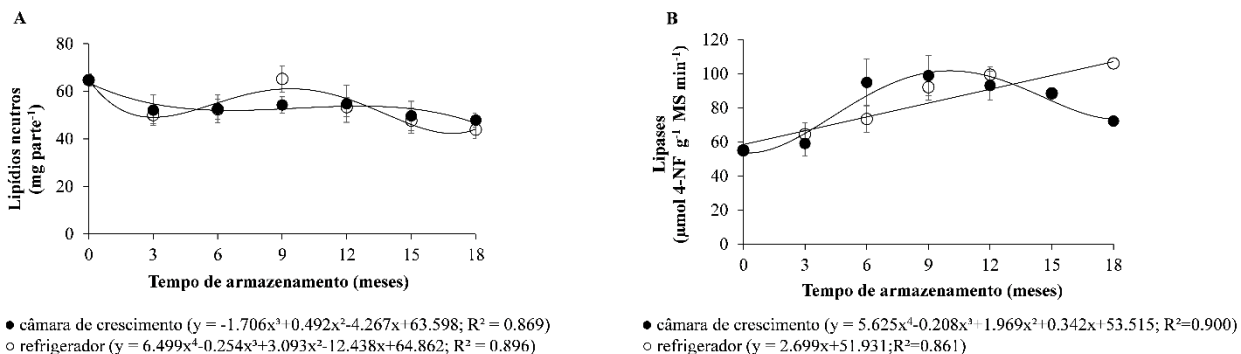 A
Lipídios neutros
(mg parte⁻¹)
80
60
40
20
0
0 3 6 9 12 15 18
Tempo de armazenamento (meses)
● câmara de crescimento (y = -1.706x³+0.492x²-4.267x+63.598; R² = 0.869)
○ refrigerador (y = 6.499x⁴-0.254x³+3.093x²-12.438x+64.862; R² = 0.896)
B
Lipases
(µmol 4-NF g⁻¹ MS min⁻¹)
120
100
80
60
40
20
0
0 3 6 9 12 15 18
Tempo de armazenamento (meses)
● câmara de crescimento (y = 5.625x⁴-0.208x³+1.969x²+0.342x+53.515; R²=0.900)
○ refrigerador (y = 2.699x+51.931;R²=0.861)